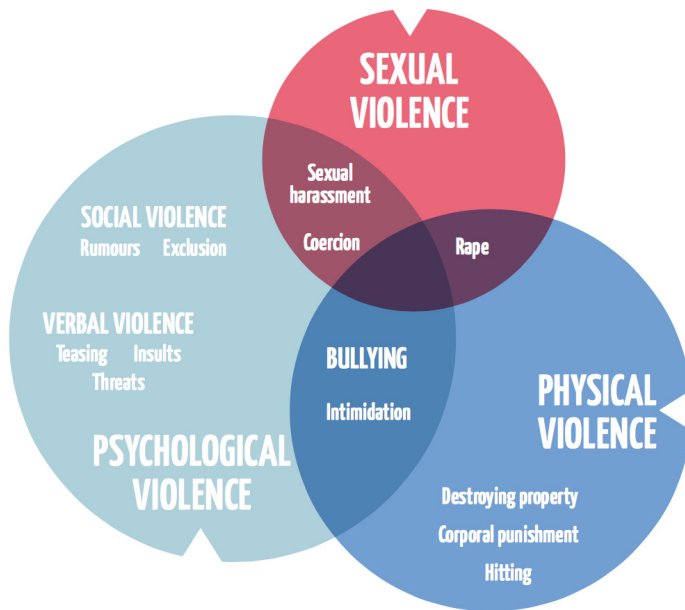 SEXUAL
VIOLENCE
Sexual
harassment
Coercion
Rape
SOCIAL VIOLENCE
Rumours Exclusion
VERBAL VIOLENCE
Teasing Insults
Threats
PSYCHOLOGICAL
VIOLENCE
BULLYING
Intimidation
PHYSICAL
VIOLENCE
Destroying property
Corporal punishment
Hitting